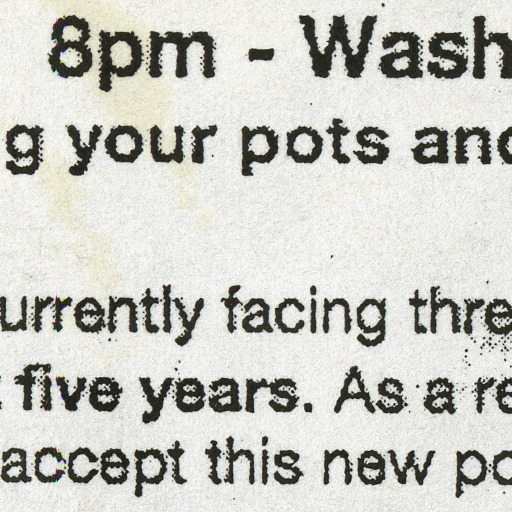 8pm - Wash
g your pots and
urrently facing thre
t five years. As a re
accept this new po